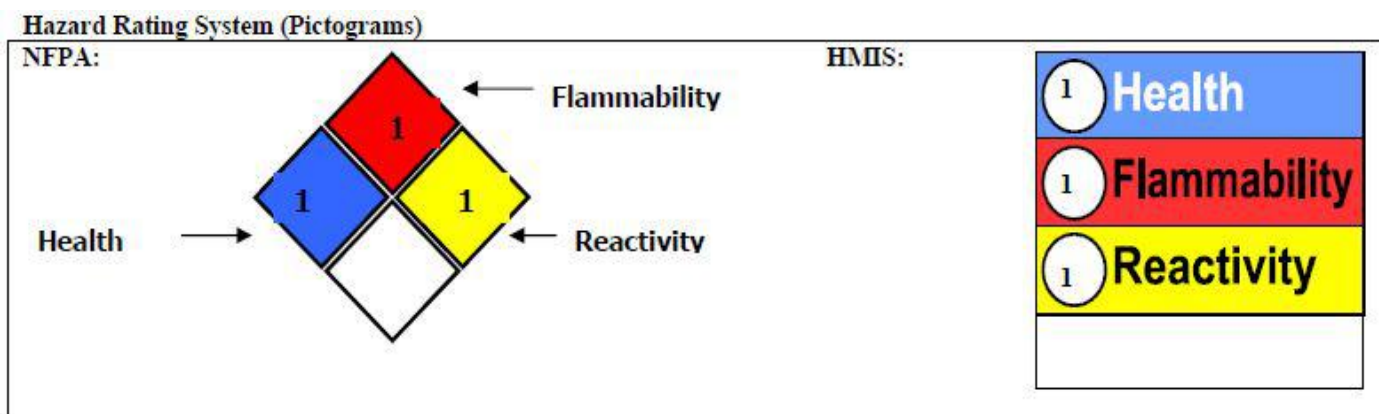 Hazard Rating System (Pictograms)
NFPA:
HMIS:
1
Flammability
1
1
Health
Reactivity
1 Health
1 Flammability
1 Reactivity